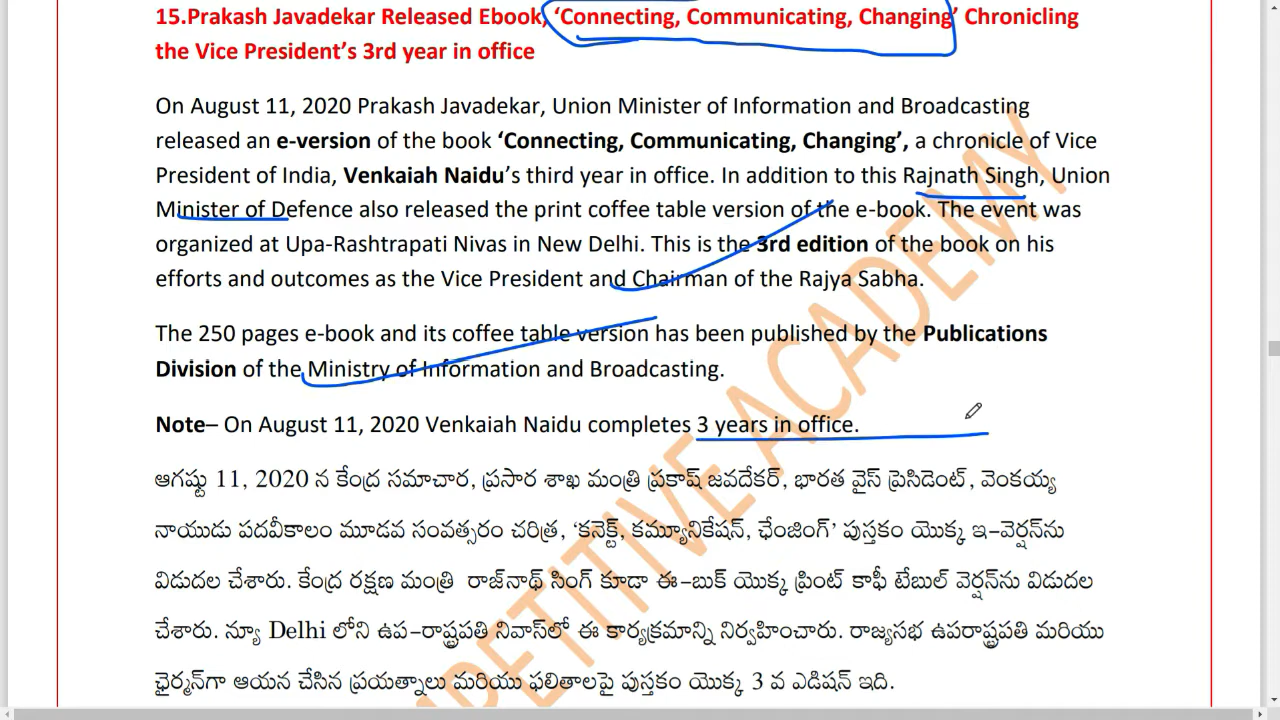 15.Prakash Javadekar Released Ebook, ‘Connecting, Communicating, Changing’ Chronicling
the Vice President’s 3rd year in office
On August 11, 2020 Prakash Javadekar, Union Minister of Information and Broadcasting
released an e-version of the book ‘Connecting, Communicating, Changing’, a chronicle of Vice
President of India, Venkaiah Naidu’s third year in office. In addition to this Rajnath Singh, Union
Minister of Defence also released the print coffee table version of the e-book. The event was
organized at Upa-Rashtrapati Nivas in New Delhi. This is the 3rd edition of the book on his
efforts and outcomes as the Vice President and Chairman of the Rajya Sabha.
The 250 pages e-book and its coffee table version has been published by the Publications
Division of the Ministry of Information and Broadcasting.
Note– On August 11, 2020 Venkaiah Naidu completes 3 years in office.
ఆగష్టు 11, 2020 న కేంద్ర సమాచార, ప్రసార శాఖ మంత్రి ప్రకాష్ జవదేకర్, భారత వైస్ ప్రెసిడెంట్, వెంకయ్య
నాయుడు పదవీకాలం మూడవ సంవత్సరం చరిత్ర, ‘కనెక్ట్, కమ్యూనికేషన్, ఛేంజింగ్’ పుస్తకం యొక్క ఇ-వెర్షన్‌ను
విడుదల చేశారు. కేంద్ర రక్షణ మంత్రి రాజ్‌నాథ్ సింగ్ కూడా ఈ-బుక్ యొక్క ప్రింట్ కాఫీ టేబుల్ వెర్షన్‌ను విడుదల
చేశారు. న్యూ Delhi లోని ఉప-రాష్ట్రపతి నివాస్‌లో ఈ కార్యక్రమాన్ని నిర్వహించారు. రాజ్యసభ ఉపరాష్ట్రపతి మరియు
ఛైర్మన్‌గా ఆయన చేసిన ప్రయత్నాలు మరియు ఫలితాలపై పుస్తకం యొక్క 3 వ ఎడిషన్ ఇది.
ACADEMY